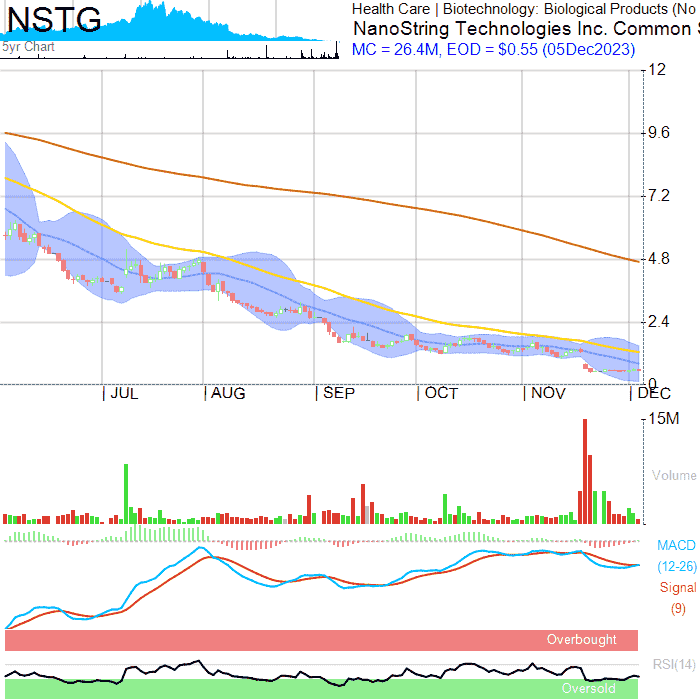 NSTG
5yr Chart
Health Care | Biotechnology: Biological Products (No
NanoString Technologies Inc. Common S
MC = 26.4M, EOD = $0.55 (05Dec2023)
12
9.6
7.2
4.8
2.4
0
JUL
AUG
SEP
OCT
NOV
DEC
15M
Volume
MACD
(12-26)
Signal
(9)
Overbought
RSI(14)
Oversold